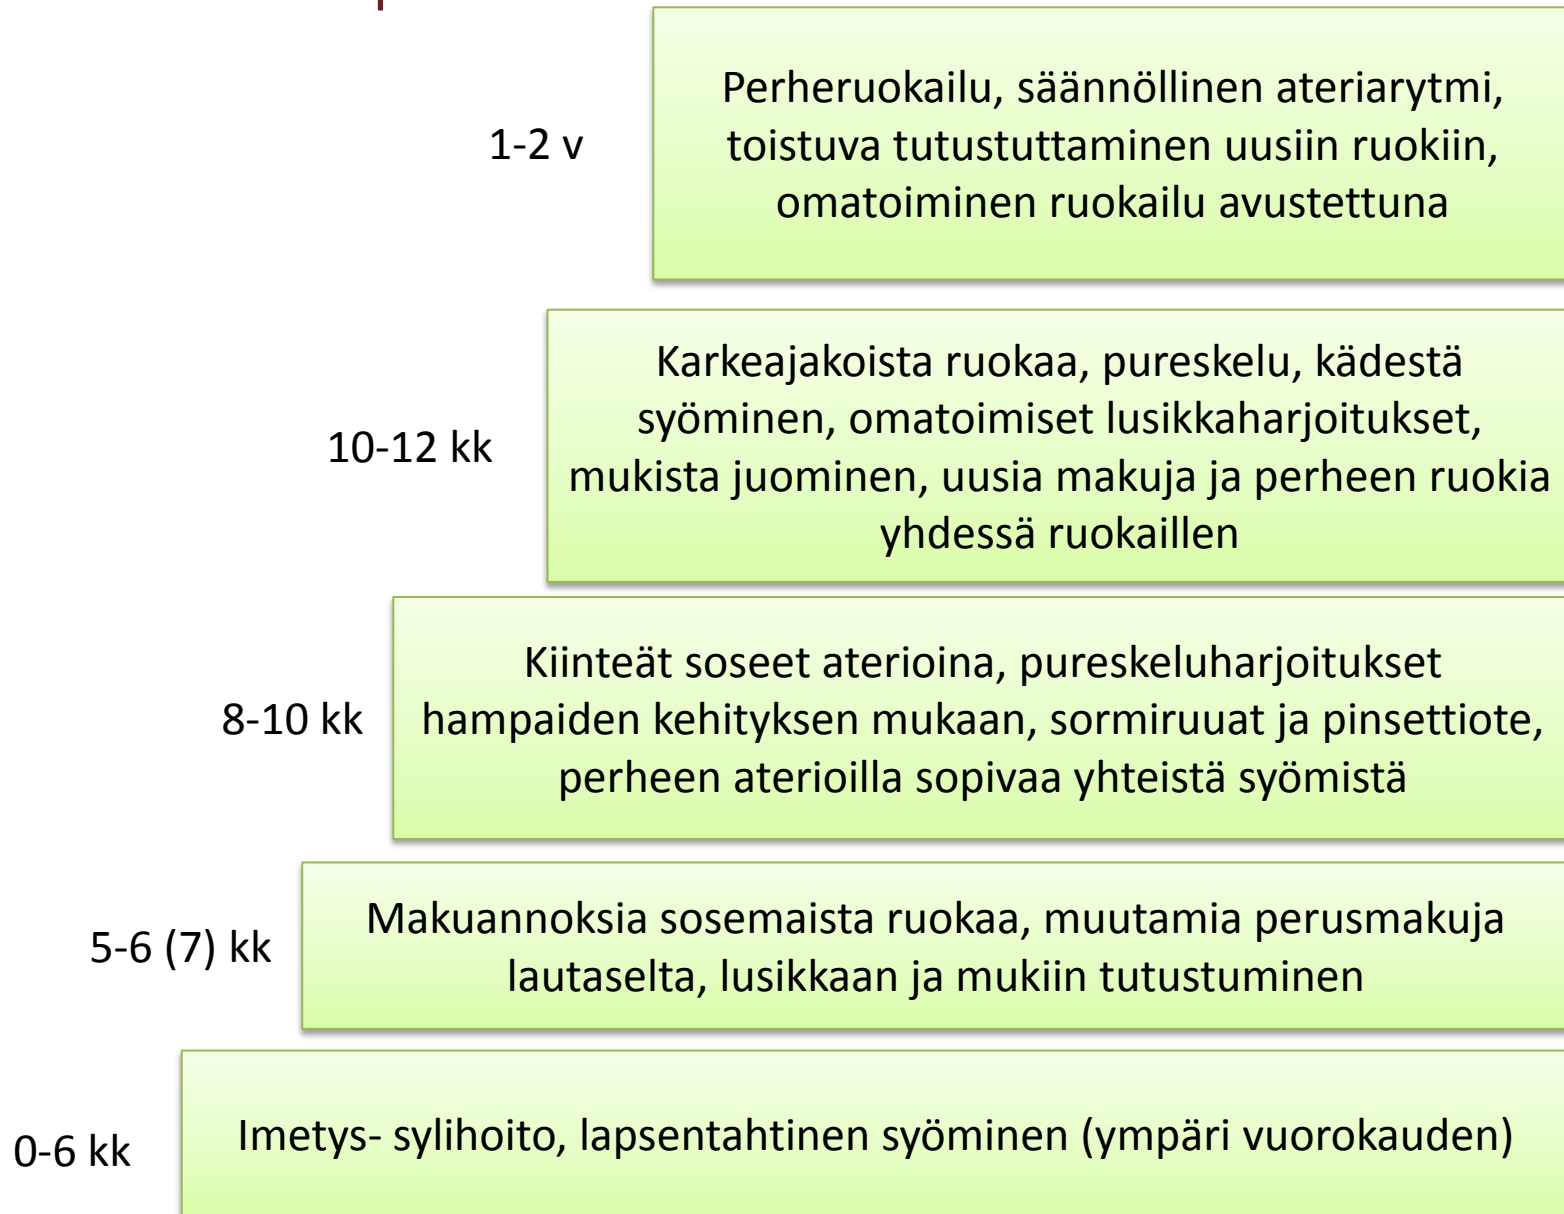 1-2 v
Perheruokailu, säännöllinen ateriarytmi,
toistuva tutustuttaminen uusiin ruokiin,
omatoiminen ruokailu avustettuna
10-12 kk
Karkeajakoista ruokaa, pureskelu, kädestä
syöminen, omatoimiset lusikkaharjoitukset,
mukista juominen, uusia makuja ja perheen ruokia
yhdessä ruokaillen
8-10 kk
Kiinteät soseet aterioina, pureskeluharjoitukset
hampaiden kehityksen mukaan, sormiruuat ja pinsettiote,
perheen aterioilla sopivaa yhteistä syömistä
5-6 (7) kk
Makuannoksia sosemaista ruokaa, muutamia perusmakuja
lautaselta, lusikkaan ja mukiin tutustuminen
0-6 kk
Imetys- sylihoito, lapsentahtinen syöminen (ympäri vuorokauden)